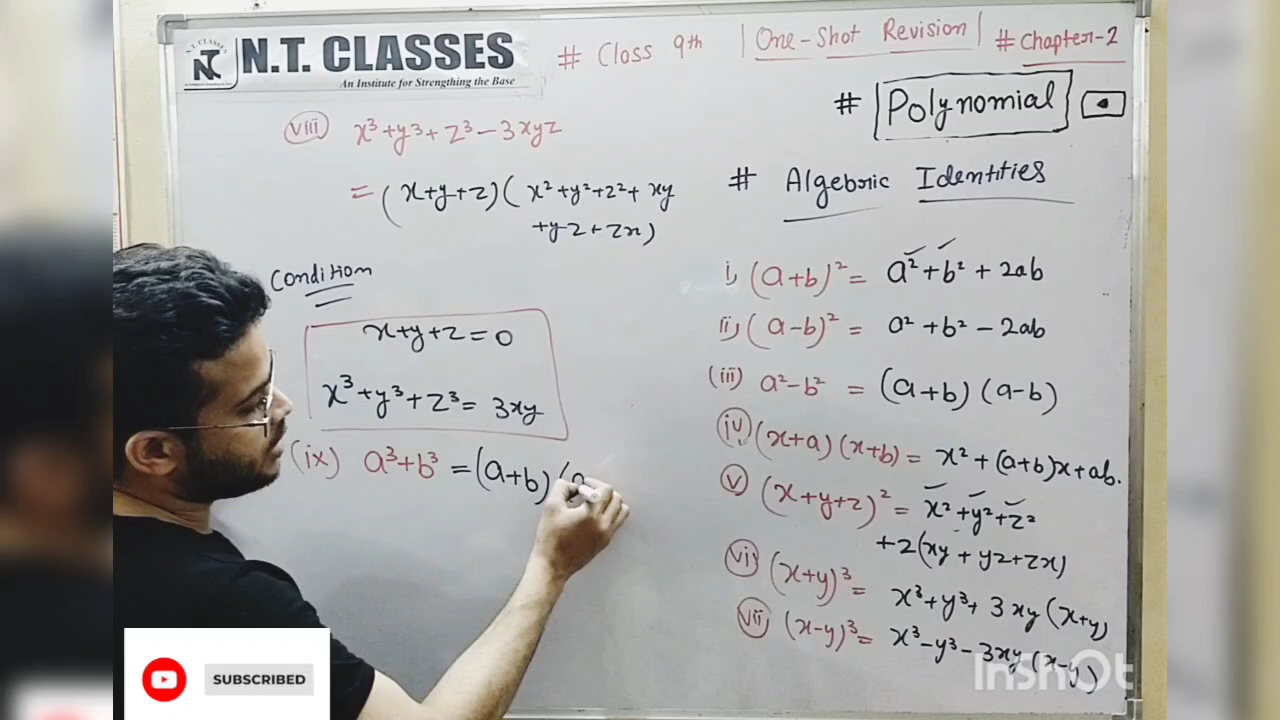 N.T. CLASSES
An Institute for Strengthening the Base
# Class 9th | One-Shot Revision | # Chapter-2
# Polynomial
(viii) x³+y³+z³-3xyz
= (x+y+z)(x²+y²+z²+xy
+yz+zx)
Condition
x+y+z=0
x³+y³+z³=3xy
(ix) a³+b³ = (a+b)(a
# Algebric Identities
i, (a+b)² = a²+b²+2ab
ii, (a-b)² = a²+b²-2ab
(iii) a²-b² = (a+b)(a-b)
iv, (x+a)(x+b) = x²+(a+b)x+ab.
v (x+y+z)² = x²+y²+z²
+2(xy+yz+zx)
vi (x+y)³ = x³+y³+3xy(x+y)
vii (x-y)³ = x³-y³-3xy(x-y)
SUBSCRIBED
InShOt